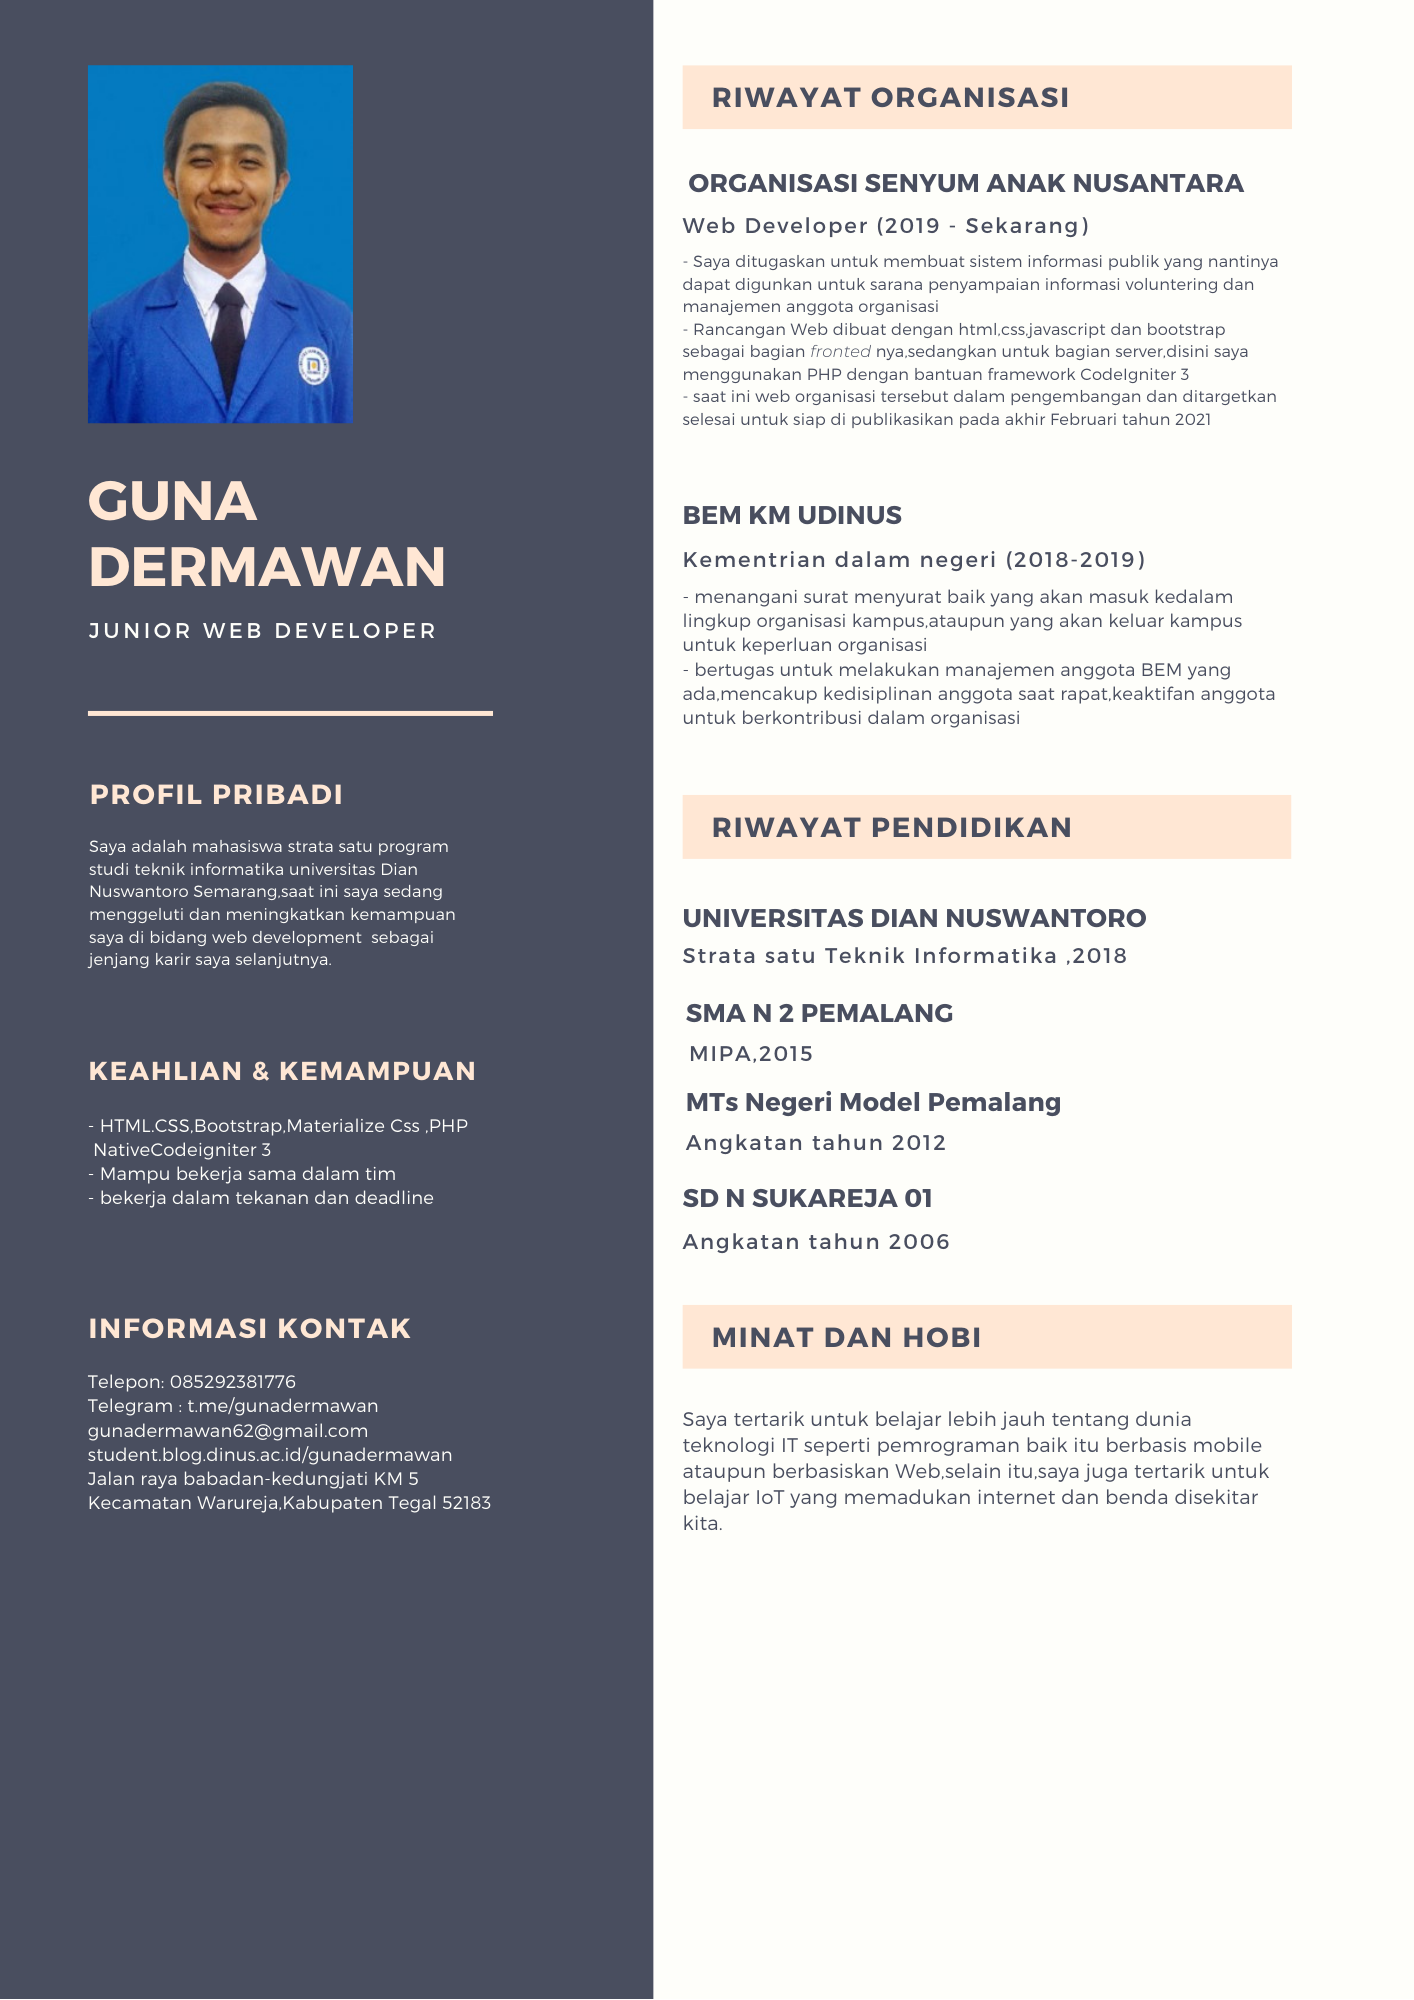 GUNA
DERMAWAN
JUNIOR WEB DEVELOPER
PROFIL PRIBADI
Saya adalah mahasiswa strata satu program
studi teknik informatika universitas Dian
Nuswantoro Semarang,saat ini saya sedang
menggeluti dan meningkatkan kemampuan
saya di bidang web development  sebagai
jenjang karir saya selanjutnya.
KEAHLIAN & KEMAMPUAN
- HTML.CSS,Bootstrap,Materialize Css ,PHP
NativeCodeigniter 3
- Mampu bekerja sama dalam tim
- bekerja dalam tekanan dan deadline
INFORMASI KONTAK
Telepon: 085292381776
Telegram : t.me/gunadermawan
gunadermawan62@gmail.com
student.blog.dinus.ac.id/gunadermawan
Jalan raya babadan-kedungjati KM 5
Kecamatan Warureja,Kabupaten Tegal 52183
RIWAYAT ORGANISASI
ORGANISASI SENYUM ANAK NUSANTARA
Web Developer (2019 - Sekarang)
- Saya ditugaskan untuk membuat sistem informasi publik yang nantinya
dapat digunkan untuk sarana penyampaian informasi voluntering dan
manajemen anggota organisasi
- Rancangan Web dibuat dengan html,css,javascript dan bootstrap
sebagai bagian fronted nya,sedangkan untuk bagian server,disini saya
menggunakan PHP dengan bantuan framework CodeIgniter 3
- saat ini web organisasi tersebut dalam pengembangan dan ditargetkan
selesai untuk siap di publikasikan pada akhir Februari tahun 2021
BEM KM UDINUS
Kementrian dalam negeri (2018-2019)
- menangani surat menyurat baik yang akan masuk kedalam
lingkup organisasi kampus,ataupun yang akan keluar kampus
untuk keperluan organisasi
- bertugas untuk melakukan manajemen anggota BEM yang
ada,mencakup kedisiplinan anggota saat rapat,keaktifan anggota
untuk berkontribusi dalam organisasi
RIWAYAT PENDIDIKAN
UNIVERSITAS DIAN NUSWANTORO
Strata satu Teknik Informatika ,2018
SMA N 2 PEMALANG
MIPA,2015
MTs Negeri Model Pemalang
Angkatan tahun 2012
SD N SUKAREJA 01
Angkatan tahun 2006
MINAT DAN HOBI
Saya tertarik untuk belajar lebih jauh tentang dunia
teknologi IT seperti pemrograman baik itu berbasis mobile
ataupun berbasiskan Web,selain itu,saya juga tertarik untuk
belajar IoT yang memadukan internet dan benda disekitar
kita.